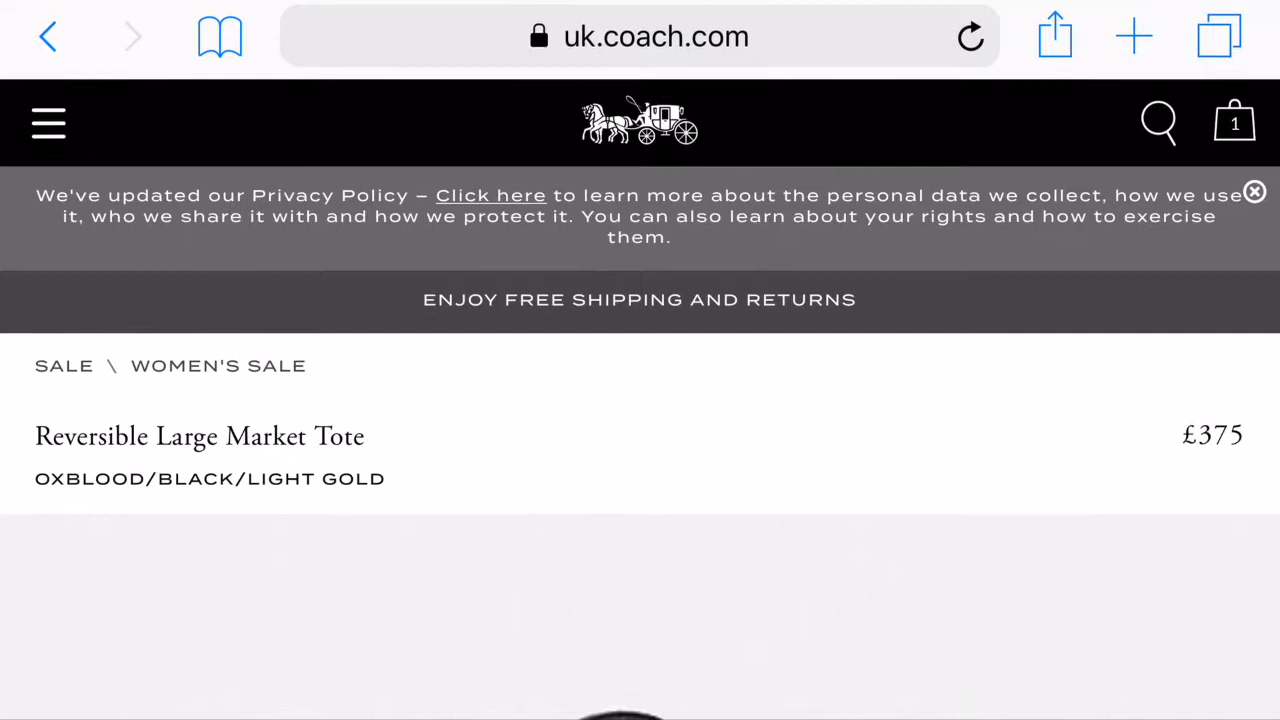 uk.coach.com
1
We've updated our Privacy Policy – Click here to learn more about the personal data we collect, how we use
it, who we share it with and how we protect it. You can also learn about your rights and how to exercise
them.
ENJOY FREE SHIPPING AND RETURNS
SALE \ WOMEN'S SALE
Reversible Large Market Tote
£375
OXBLOOD/BLACK/LIGHT GOLD